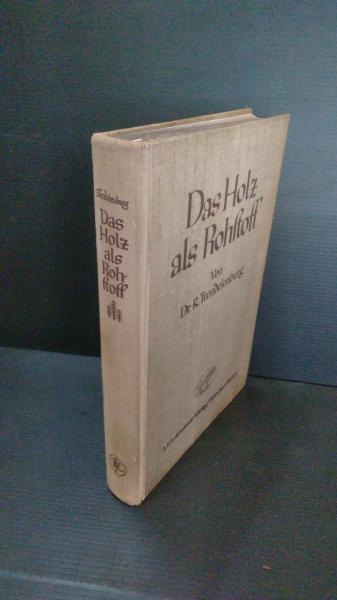 Trendelenburg
Das
Holz
als
Roh-
ſtoff
Das Holz
als Rohſtoff
Von
Dr. R. Trendelenburg